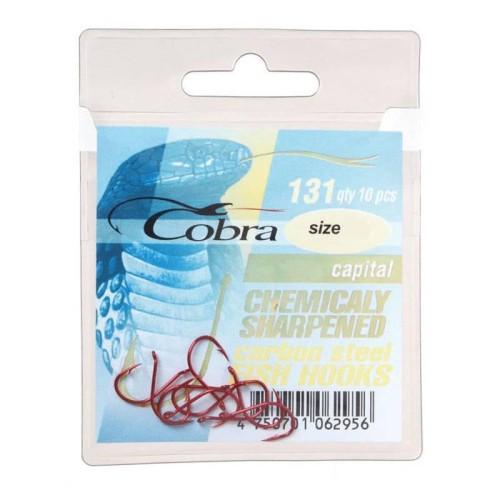 131 qty 10 pcs
Cobra
size
capital
CHEMICALY
SHARPENED
carbon steel
FISH HOOKS
4 750701 062956